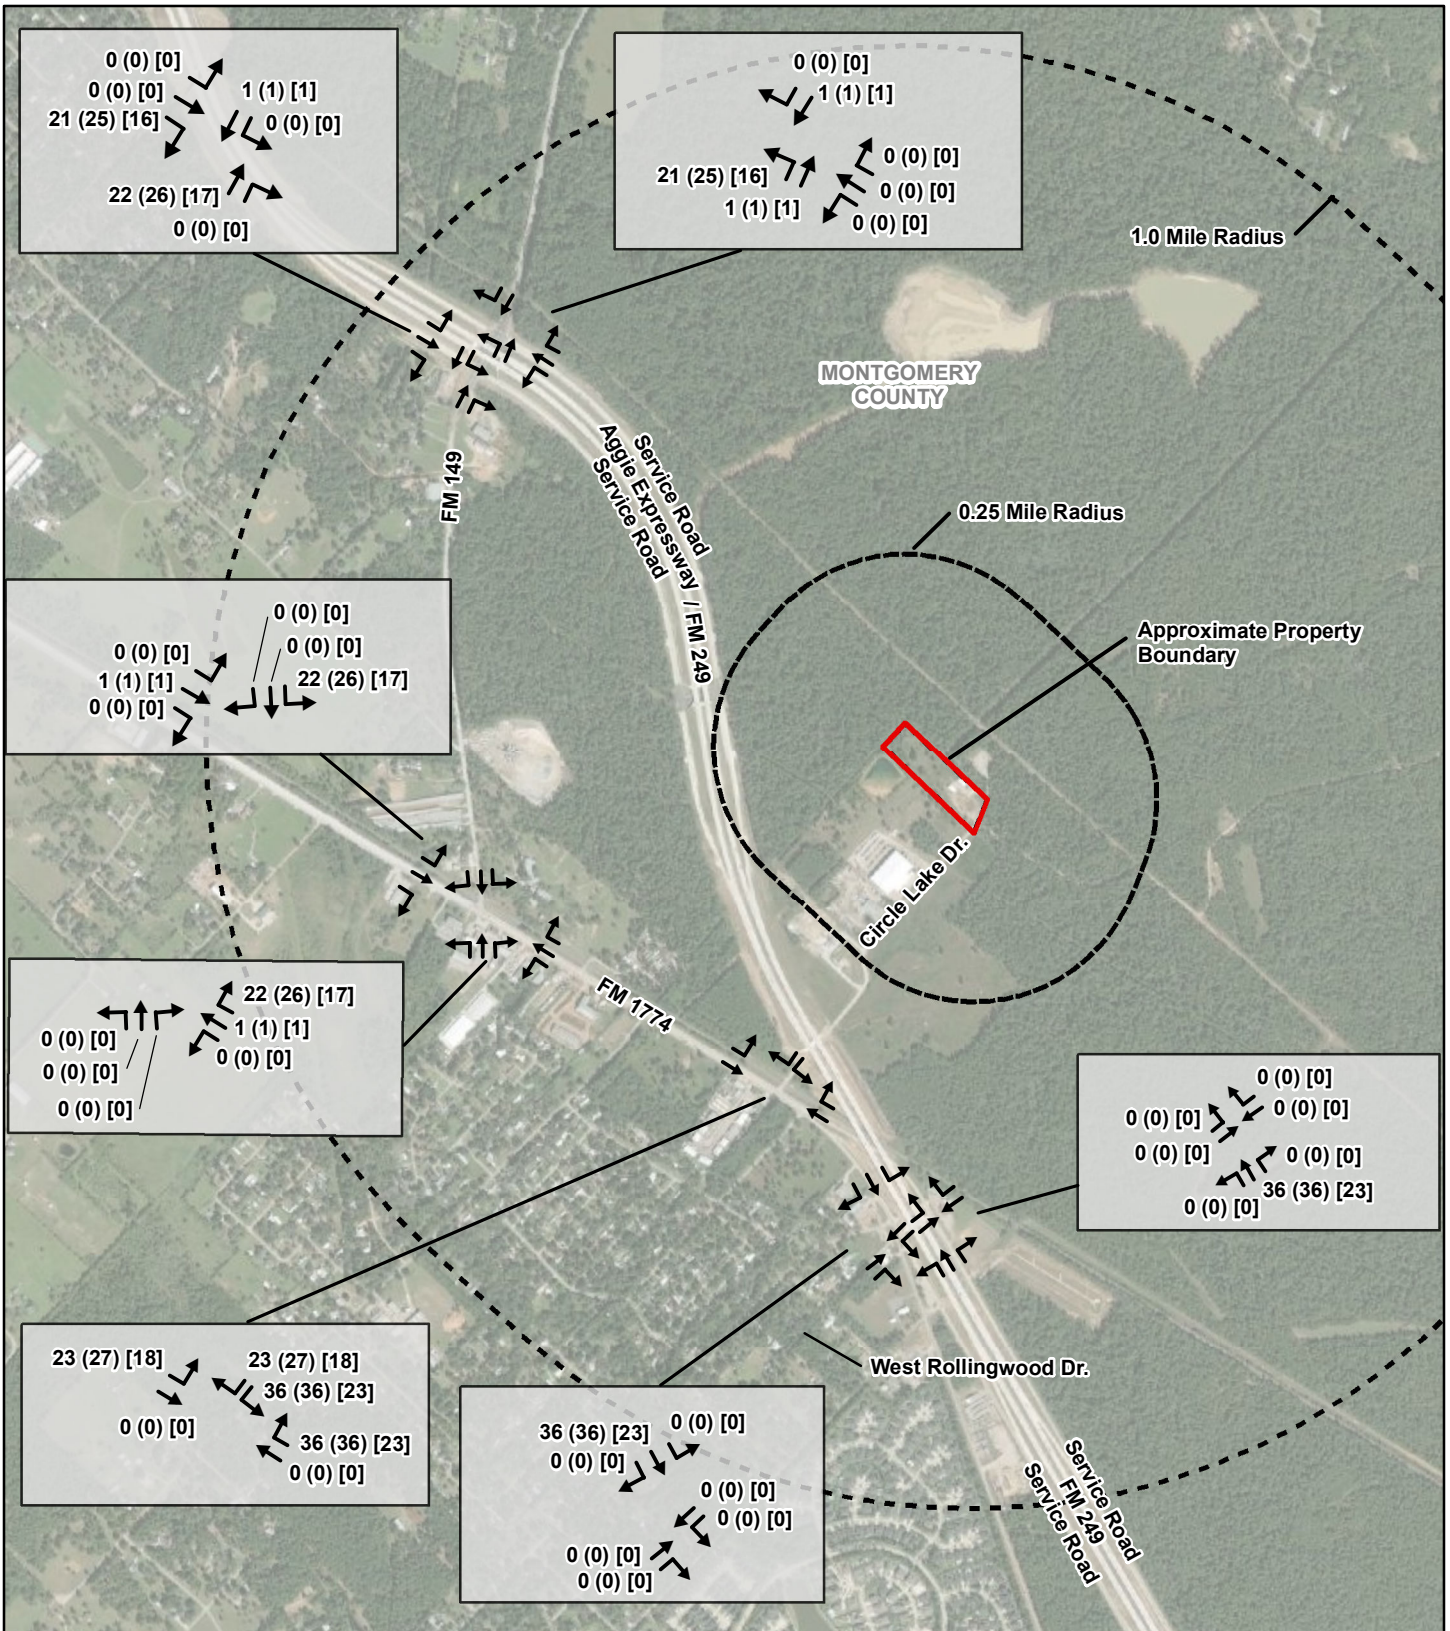 0 (0) [0]
0 (0) [0]
21 (25) [16]
1 (1) [1]
0 (0) [0]
22 (26) [17]
0 (0) [0]
0 (0) [0]
1 (1) [1]
21 (25) [16]
1 (1) [1]
0 (0) [0]
0 (0) [0]
0 (0) [0]
1.0 Mile Radius
MONTGOMERY
COUNTY
Service Road
Aggie Expressway / FM 249
Service Road
FM 149
0.25 Mile Radius
Approximate Property
Boundary
0 (0) [0]
1 (1) [1]
0 (0) [0]
0 (0) [0]
0 (0) [0]
22 (26) [17]
Circle Lake Dr.
FM 1774
0 (0) [0]
0 (0) [0]
0 (0) [0]
22 (26) [17]
1 (1) [1]
0 (0) [0]
0 (0) [0]
0 (0) [0]
0 (0) [0]
0 (0) [0]
0 (0) [0]
36 (36) [23]
0 (0) [0]
23 (27) [18]
0 (0) [0]
23 (27) [18]
36 (36) [23]
36 (36) [23]
0 (0) [0]
West Rollingwood Dr.
36 (36) [23]
0 (0) [0]
0 (0) [0]
0 (0) [0]
0 (0) [0]
0 (0) [0]
0 (0) [0]
Service Road
FM 249
Service Road